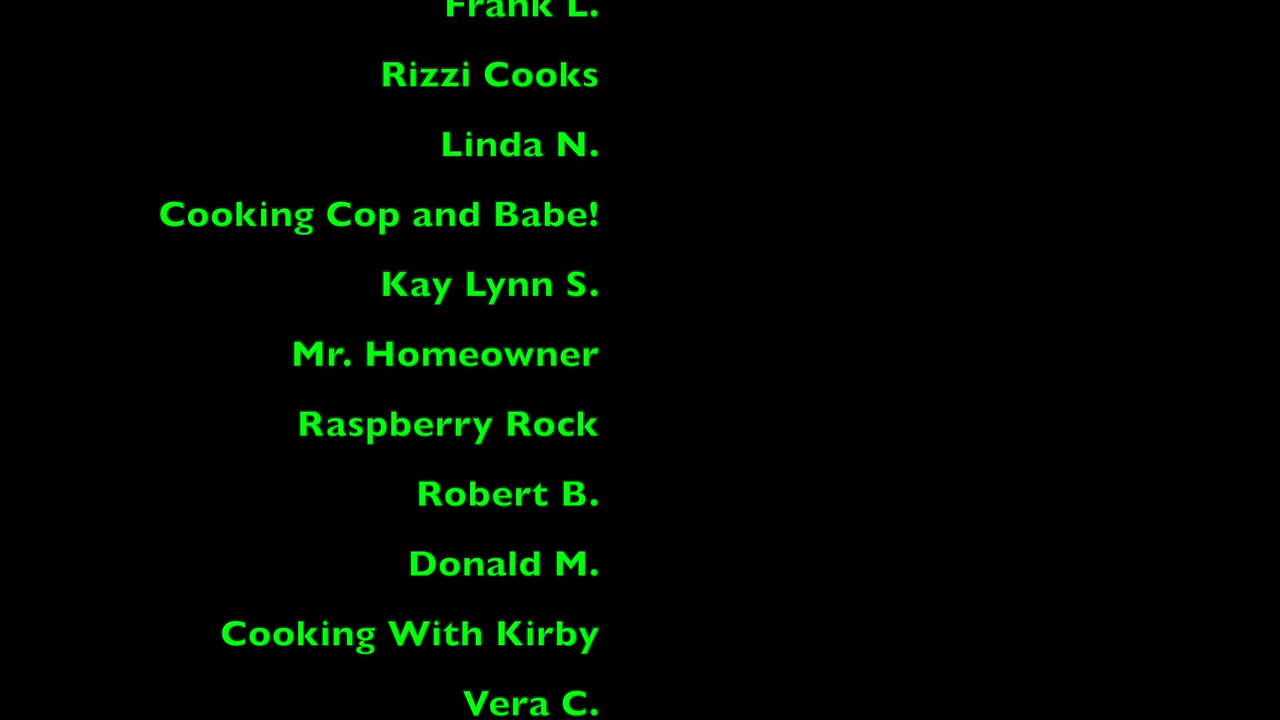 Frank L.
Rizzi Cooks
Linda N.
Cooking Cop and Babe!
Kay Lynn S.
Mr. Homeowner
Raspberry Rock
Robert B.
Donald M.
Cooking With Kirby
Vera C.